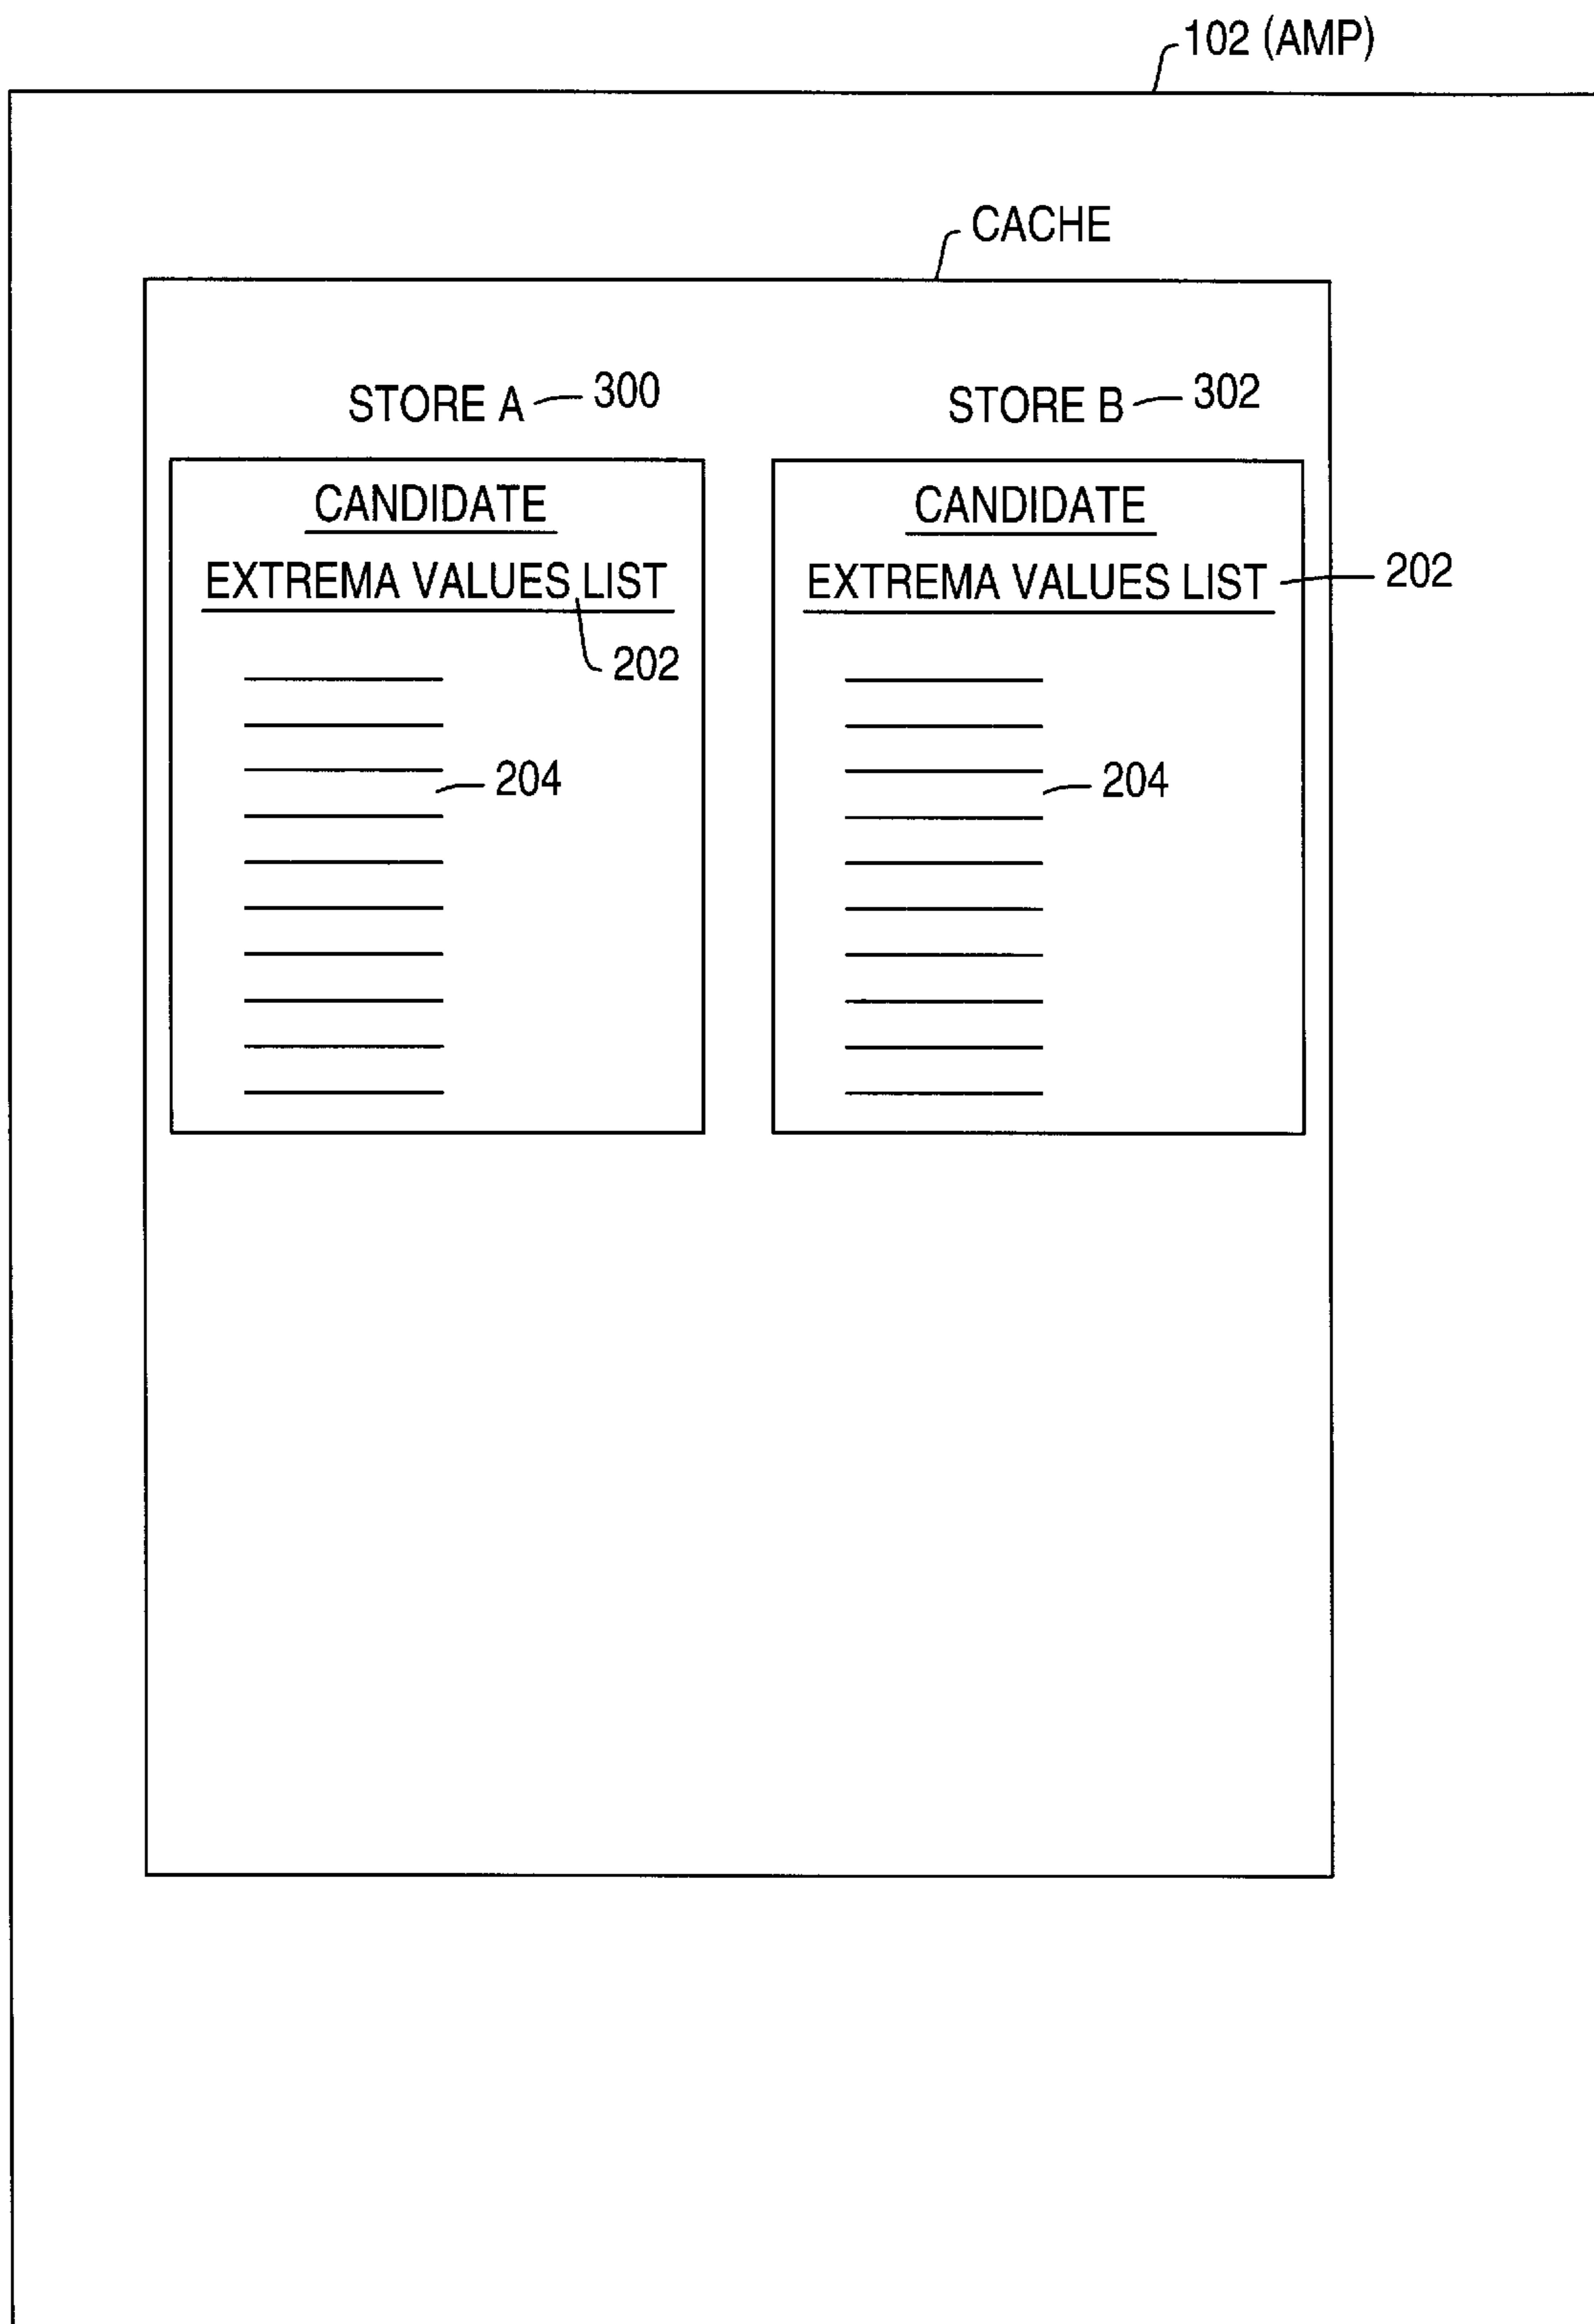 102 (AMP)
CACHE
STORE A 300
STORE B 302
CANDIDATE
EXTREMA VALUES LIST
202
204
CANDIDATE
EXTREMA VALUES LIST
202
204